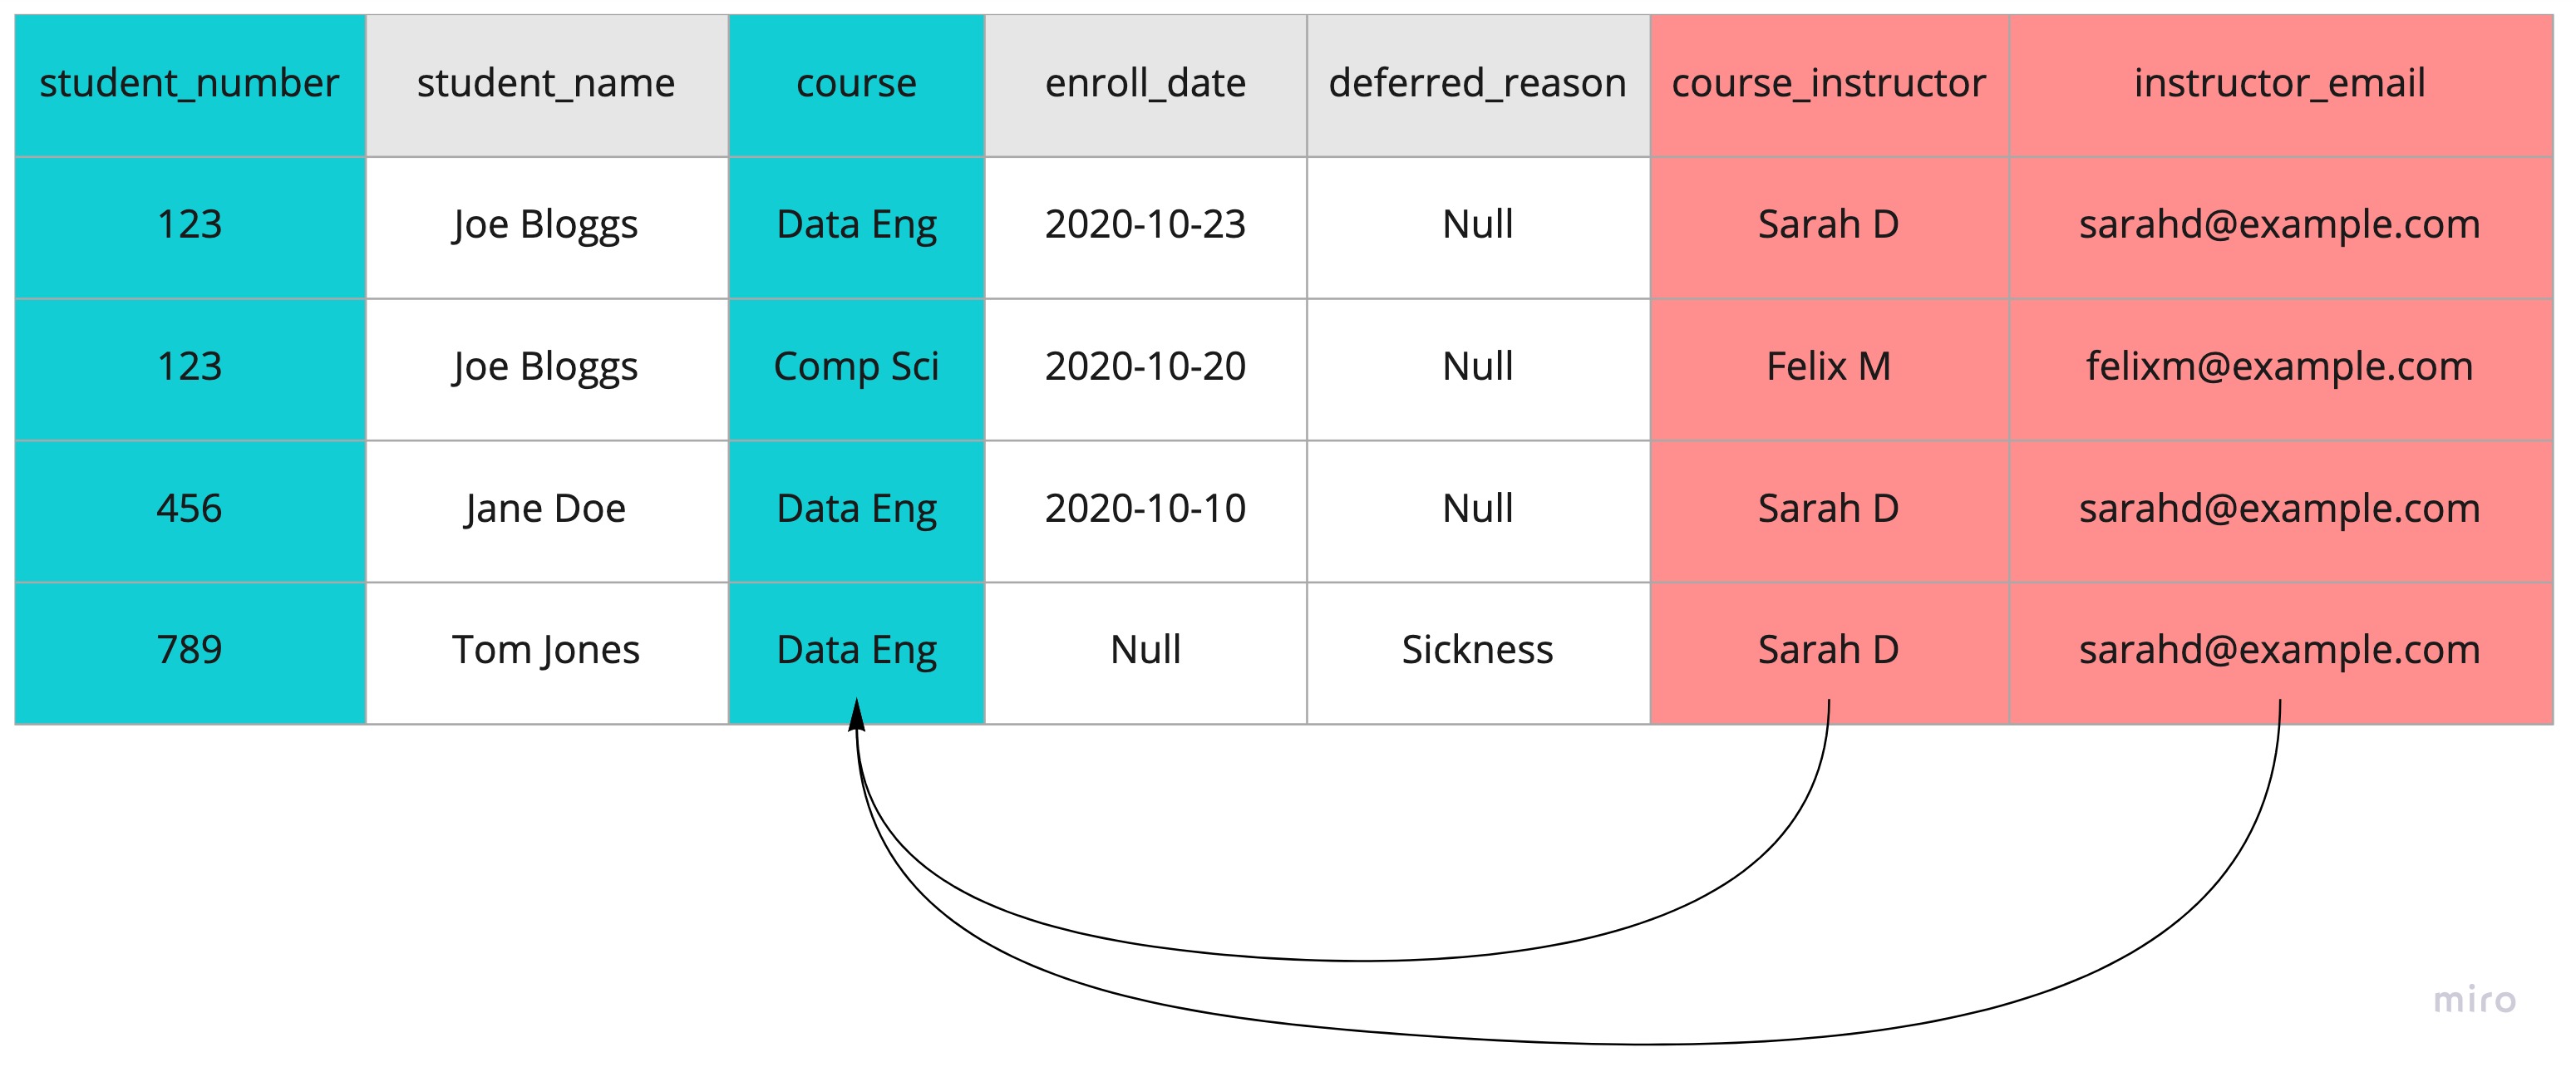 student_number student_name course enroll_date deferred_reason course_instructor instructor_email
123 Joe Bloggs Data Eng 2020-10-23 Null Sarah D sarahd@example.com
123 Joe Bloggs Comp Sci 2020-10-20 Null Felix M felixm@example.com
456 Jane Doe Data Eng 2020-10-10 Null Sarah D sarahd@example.com
789 Tom Jones Data Eng Null Sickness Sarah D sarahd@example.com
miro